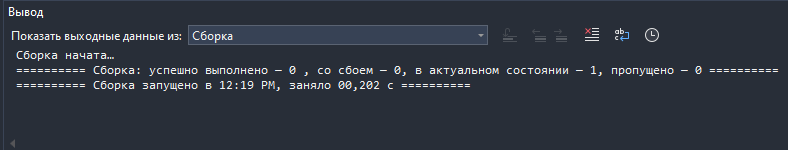 Вывод
Показать выходные данные из: Сборка
Сборка начата…
========== Сборка: успешно выполнено — 0 , со сбоем — 0, в актуальном состоянии — 1, пропущено — 0 ==========
========== Сборка запущено в 12:19 PM, заняло 00,202 с ==========